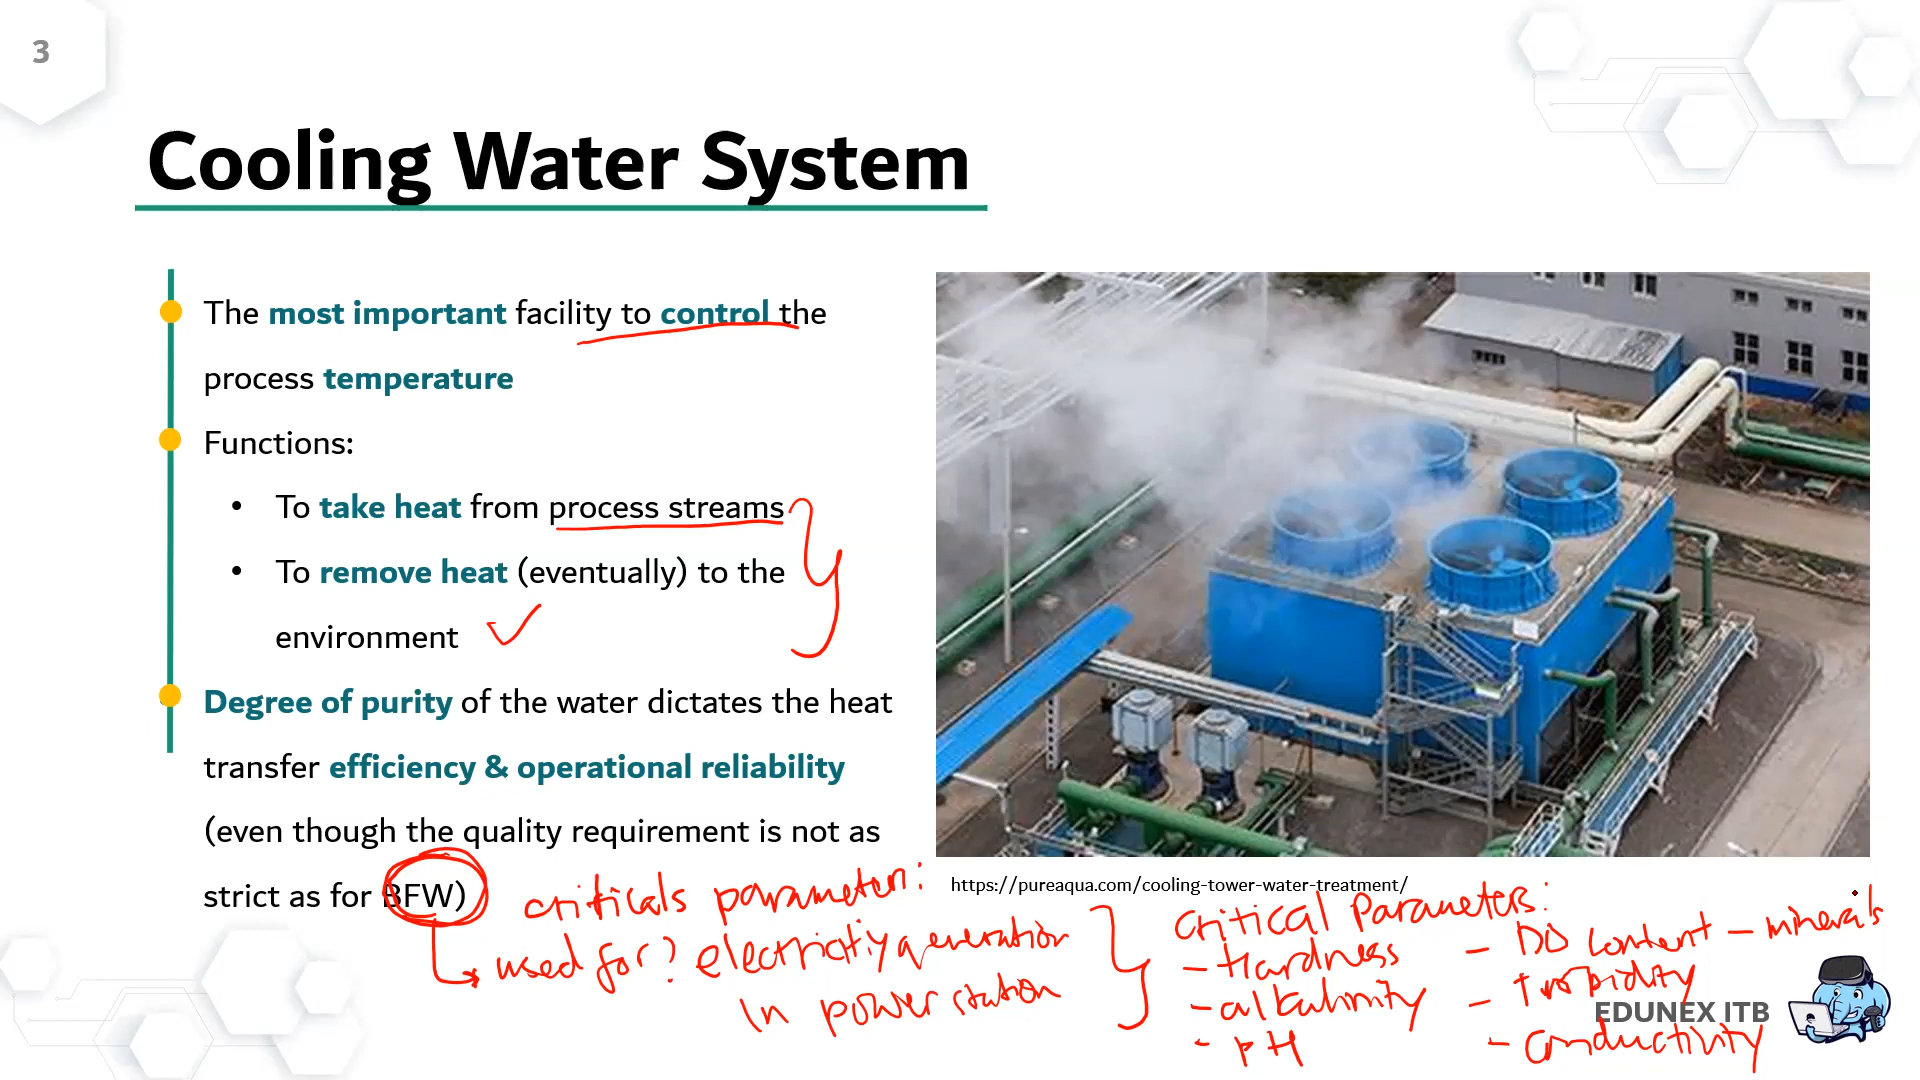 3
Cooling Water System
The most important facility to control the
process temperature
Functions:
• To take heat from process streams
• To remove heat (eventually) to the
environment
Degree of purity of the water dictates the heat
transfer efficiency & operational reliability
(even though the quality requirement is not as
strict as for BFW)
https://pureaqua.com/cooling-tower-water-treatment/
criticals parameter:
used for? electricity generation
in power station
Critical Parameters:
- Hardness
- alkalinity
- pH
- DO content - minerals
- Turbidity
- conductivity
EDUNEX ITB